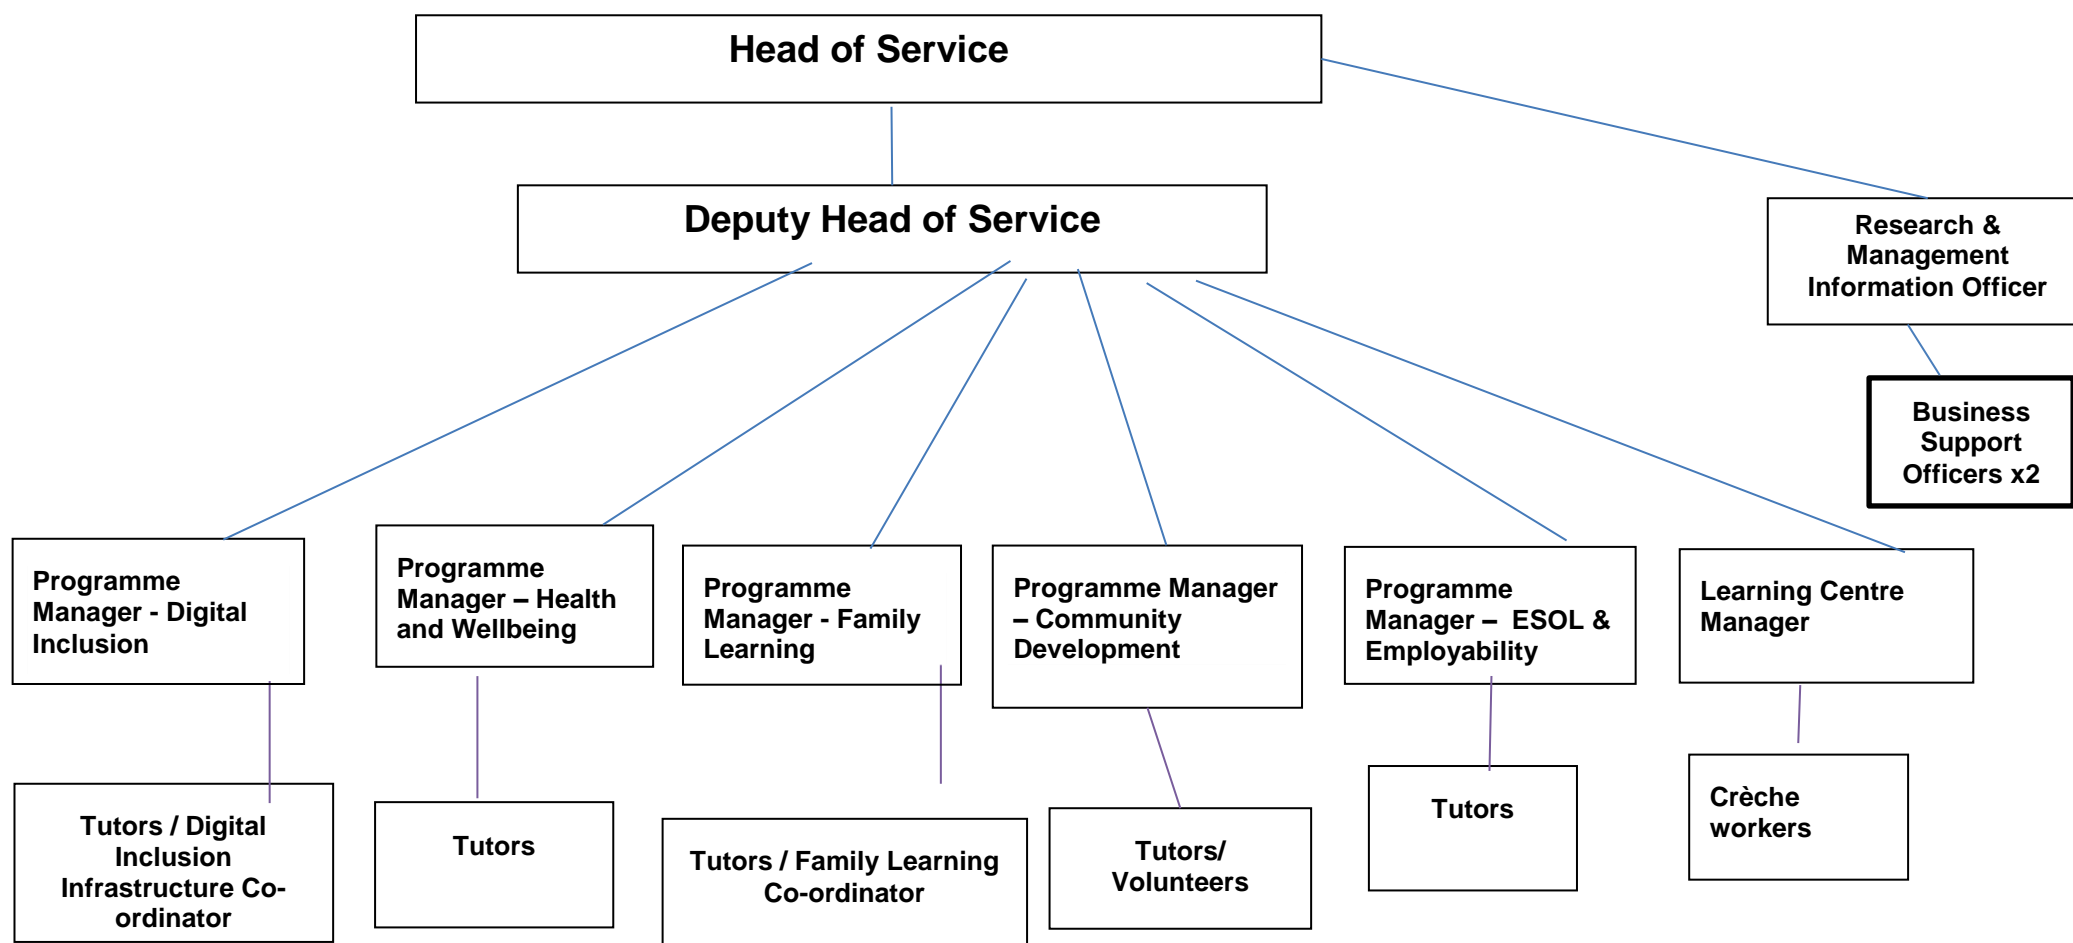 Head of Service
Deputy Head of Service
Research &
Management
Information Officer
Business
Support
Officers x2
Programme
Manager - Digital
Inclusion
Programme
Manager – Health
and Wellbeing
Programme
Manager - Family
Learning
Programme Manager
– Community
Development
Programme
Manager –  ESOL &
Employability
Learning Centre
Manager
Tutors / Digital
Inclusion
Infrastructure Co-
ordinator
Tutors
Tutors / Family Learning
Co-ordinator
Tutors/
Volunteers
Tutors
Crèche
workers